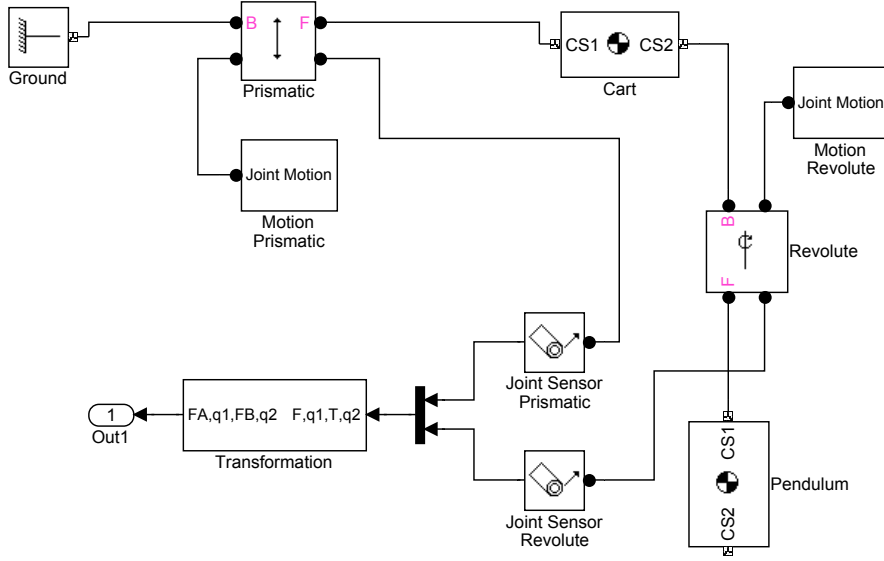 B F
Ground
Prismatic
CS1 CS2
Cart
Joint Motion
Motion
Revolute
Joint Motion
Motion
Prismatic
B
F
Revolute
Joint Sensor
Prismatic
FA,q1,FB,q2 F,q1,T,q2
1
Out1
Transformation
Joint Sensor
Revolute
CS1
CS2
Pendulum